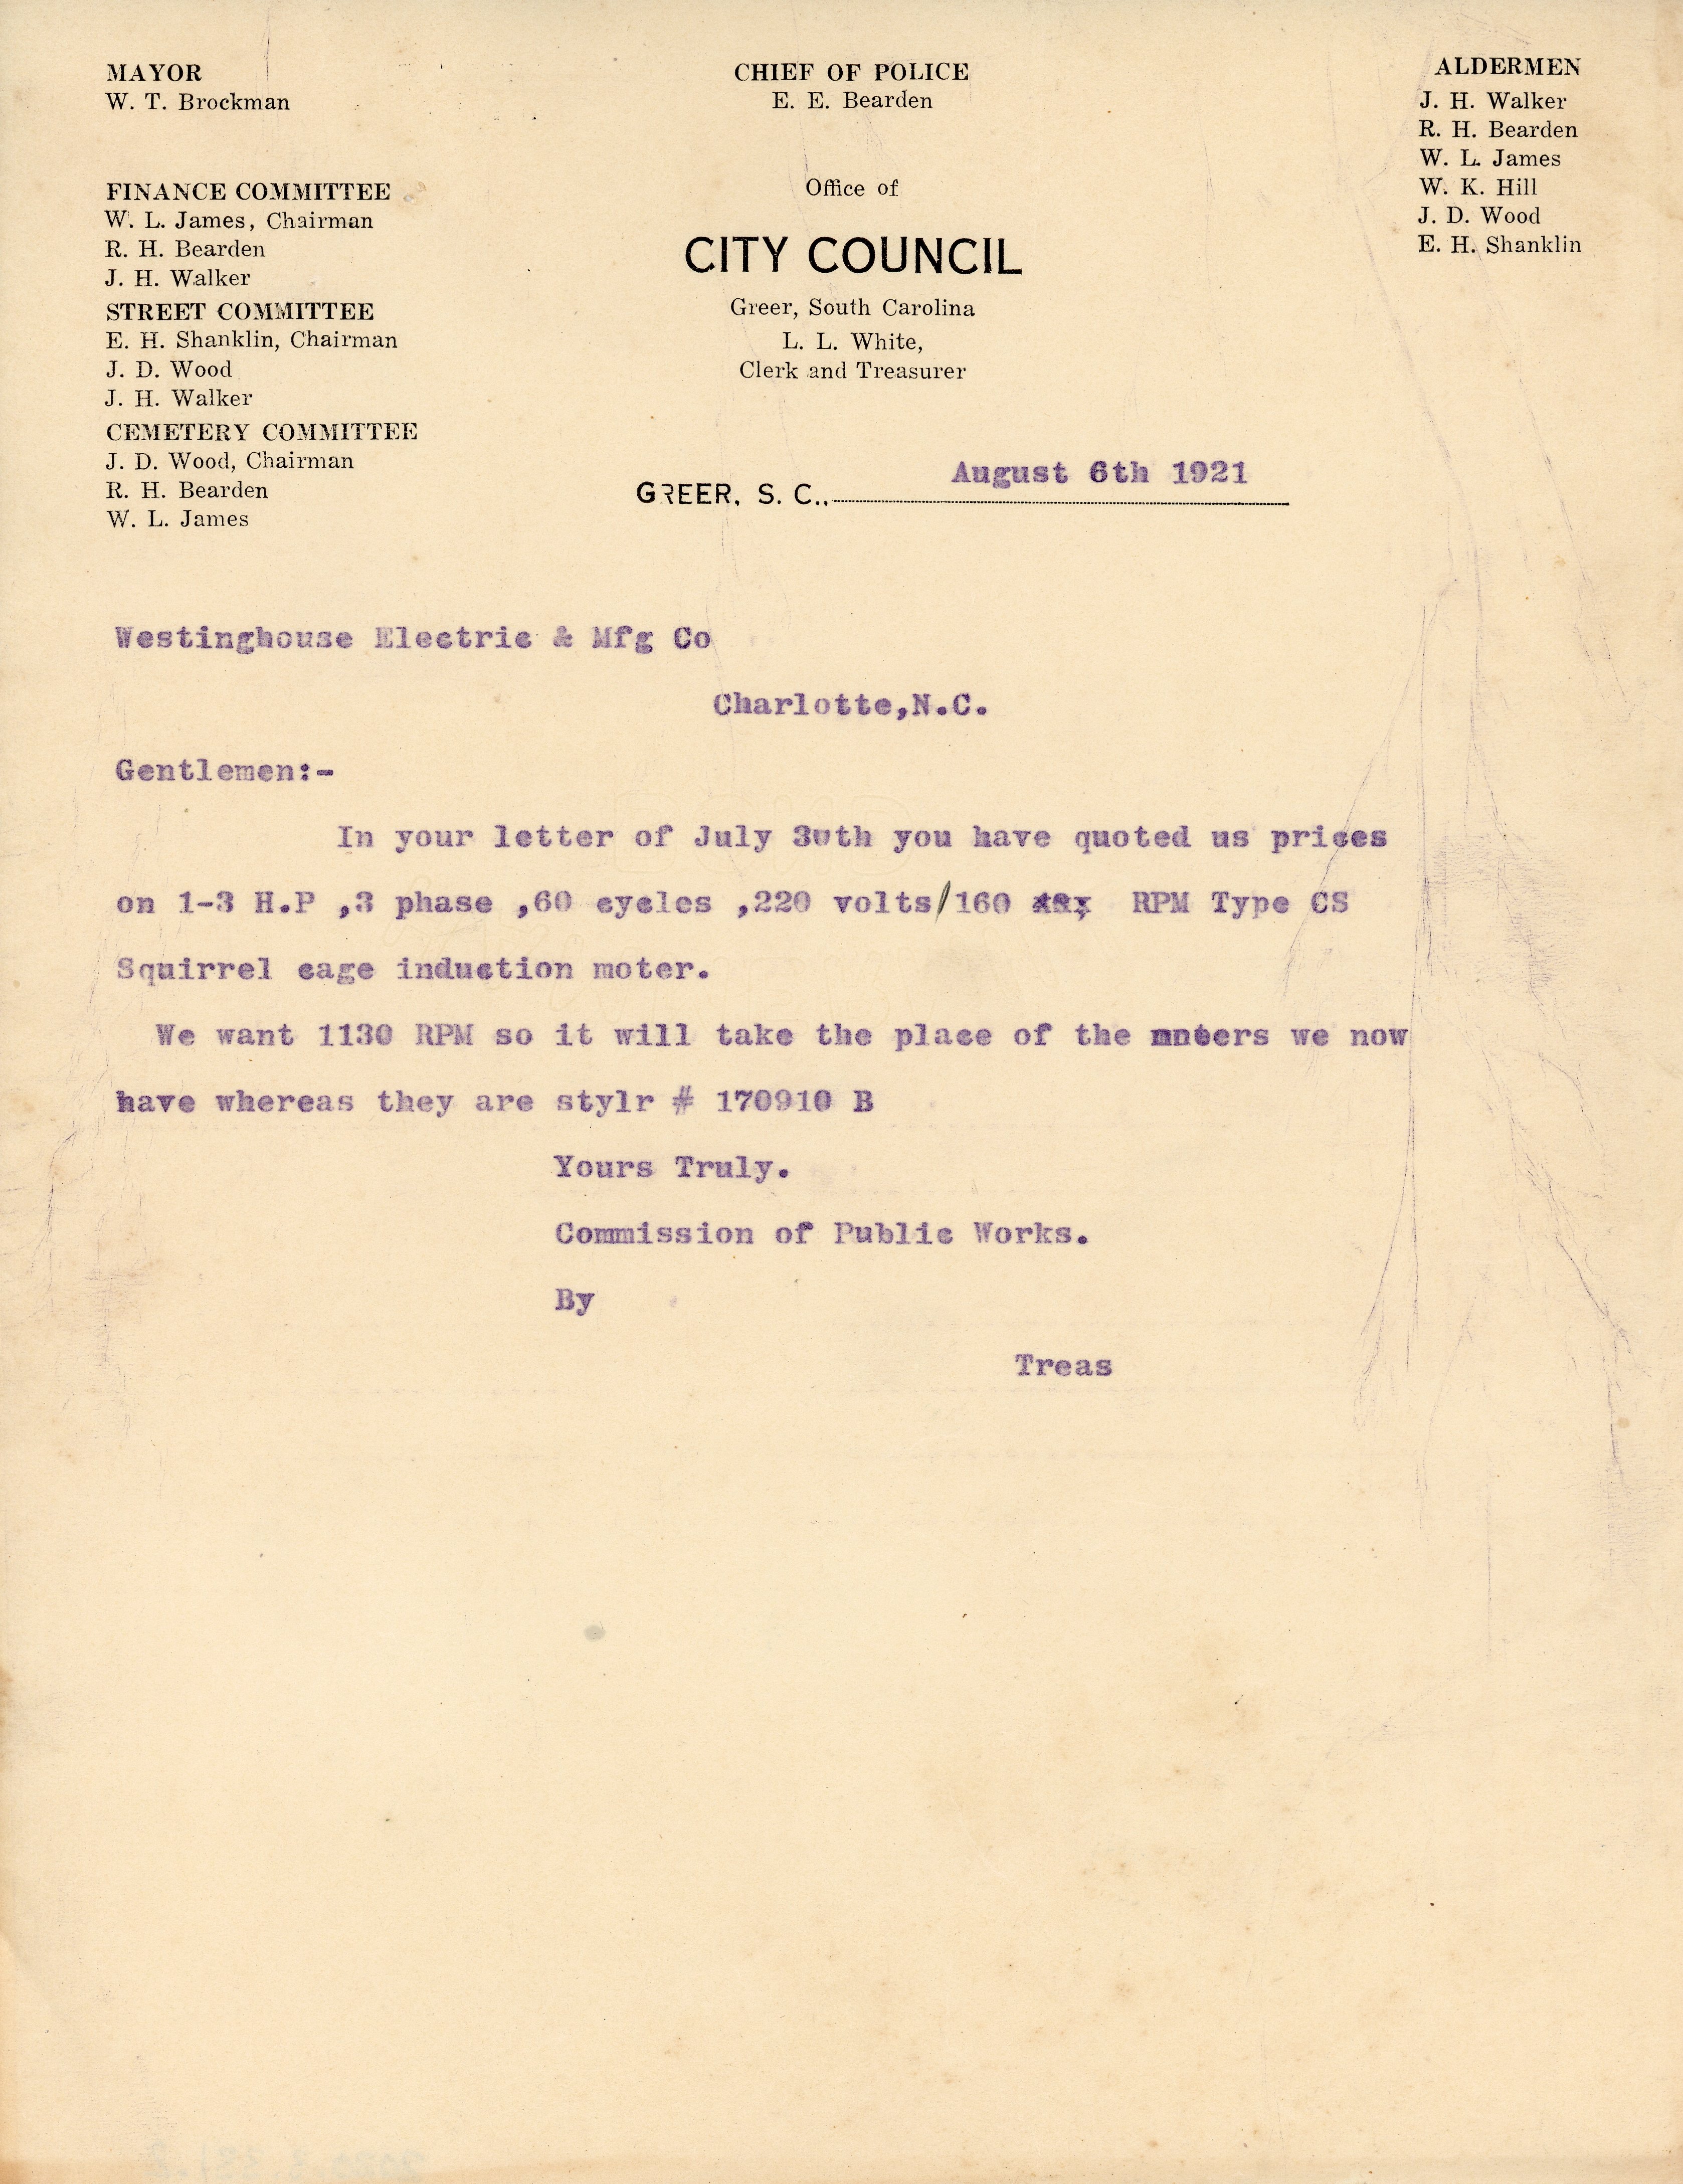 MAYOR
W. T. Brockman
FINANCE COMMITTEE
W. L. James, Chairman
R. H. Bearden
J. H. Walker
STREET COMMITTEE
E. H. Shanklin, Chairman
J. D. Wood
J. H. Walker
CEMETERY COMMITTEE
J. D. Wood, Chairman
R. H. Bearden
W. L. James
CHIEF OF POLICE
E. E. Bearden
Office of
CITY COUNCIL
Greer, South Carolina
L. L. White,
Clerk and Treasurer
ALDERMEN
J. H. Walker
R. H. Bearden
W. L. James
W. K. Hill
J. D. Wood
E. H. Shanklin
GREER, S. C., August 6th 1921
Westinghouse Electric & Mfg Co
Charlotte,N.C.
Gentlemen:-
In your letter of July 30th you have quoted us prices
on 1-3 H.P ,3 phase ,60 cycles ,220 volts/160 RPM Type CS
Squirrel cage induction moter.
We want 1130 RPM so it will take the place of the moters we now
have whereas they are stylr # 170910 B
Yours Truly.
Commission of Public Works.
By
Treas